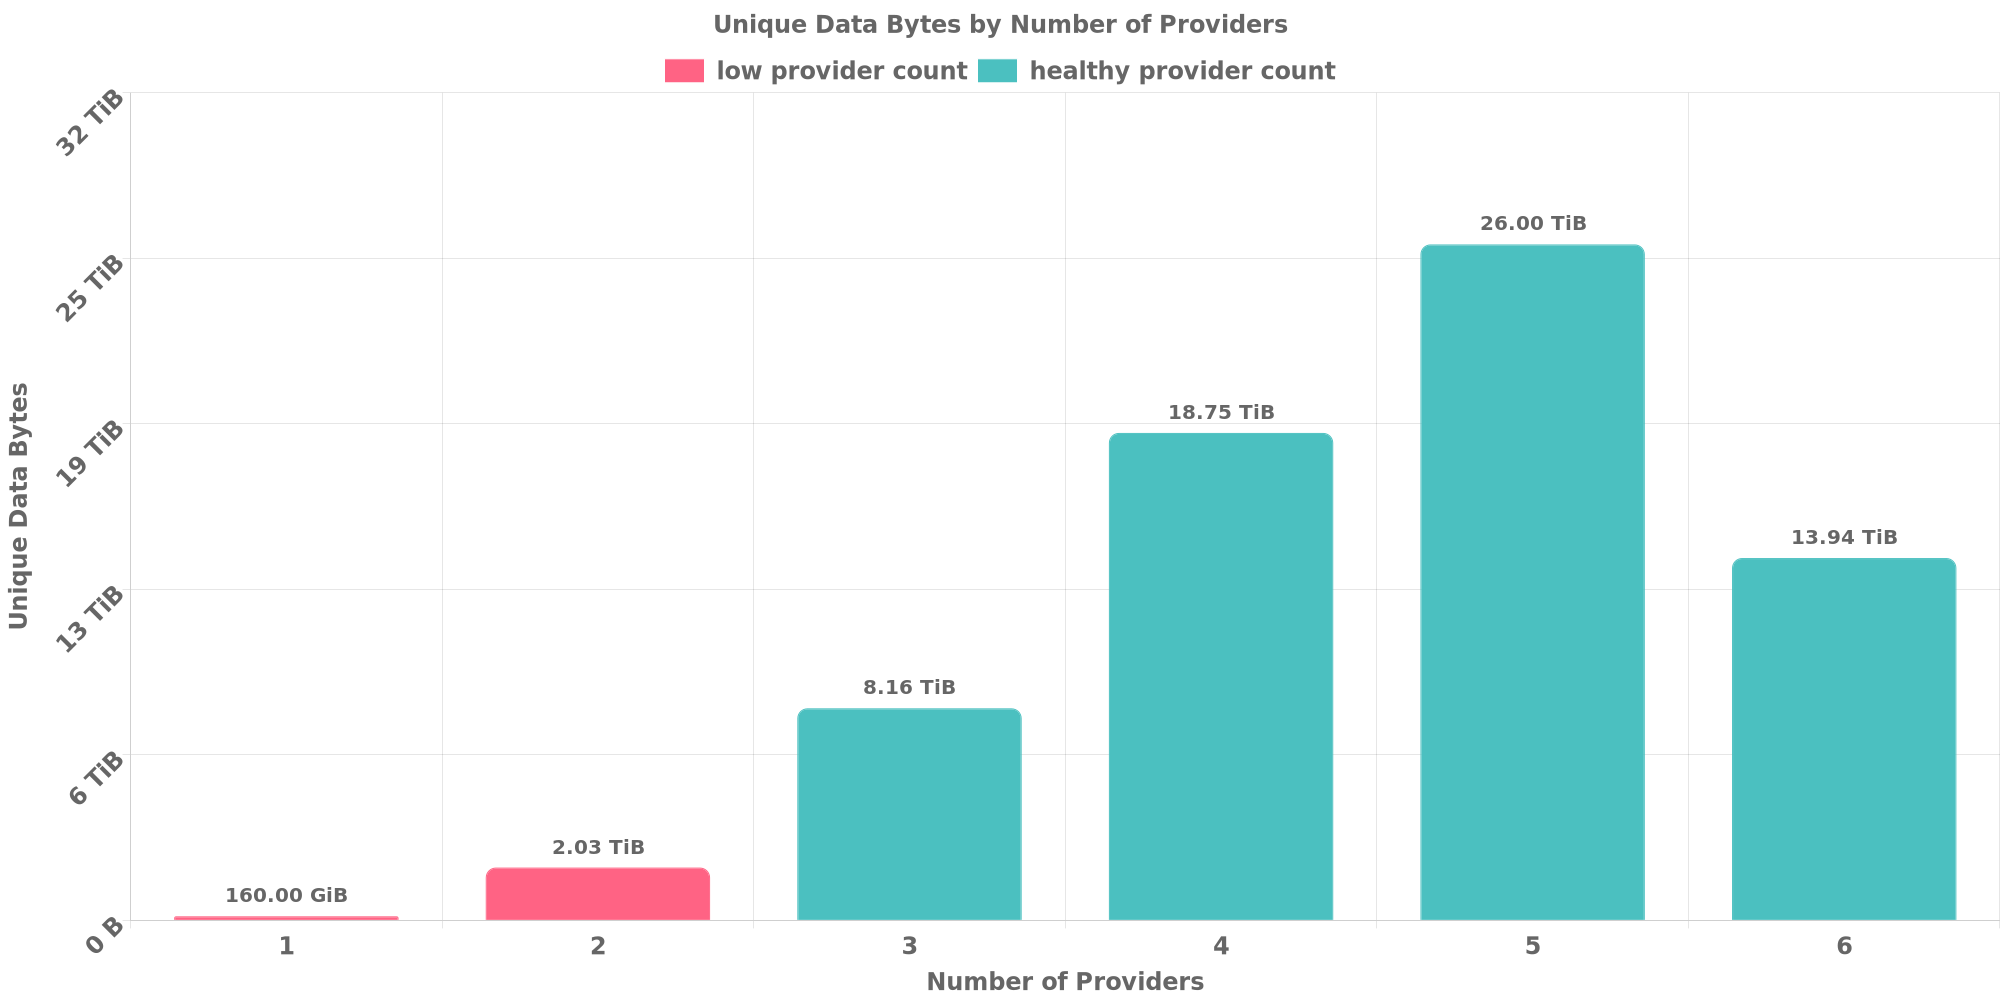 Unique Data Bytes by Number of Providers
low provider count
healthy provider count
Unique Data Bytes
32 TiB
25 TiB
19 TiB
13 TiB
6 TiB
0 B
160.00 GiB
2.03 TiB
8.16 TiB
18.75 TiB
26.00 TiB
13.94 TiB
1
2
3
4
5
6
Number of Providers